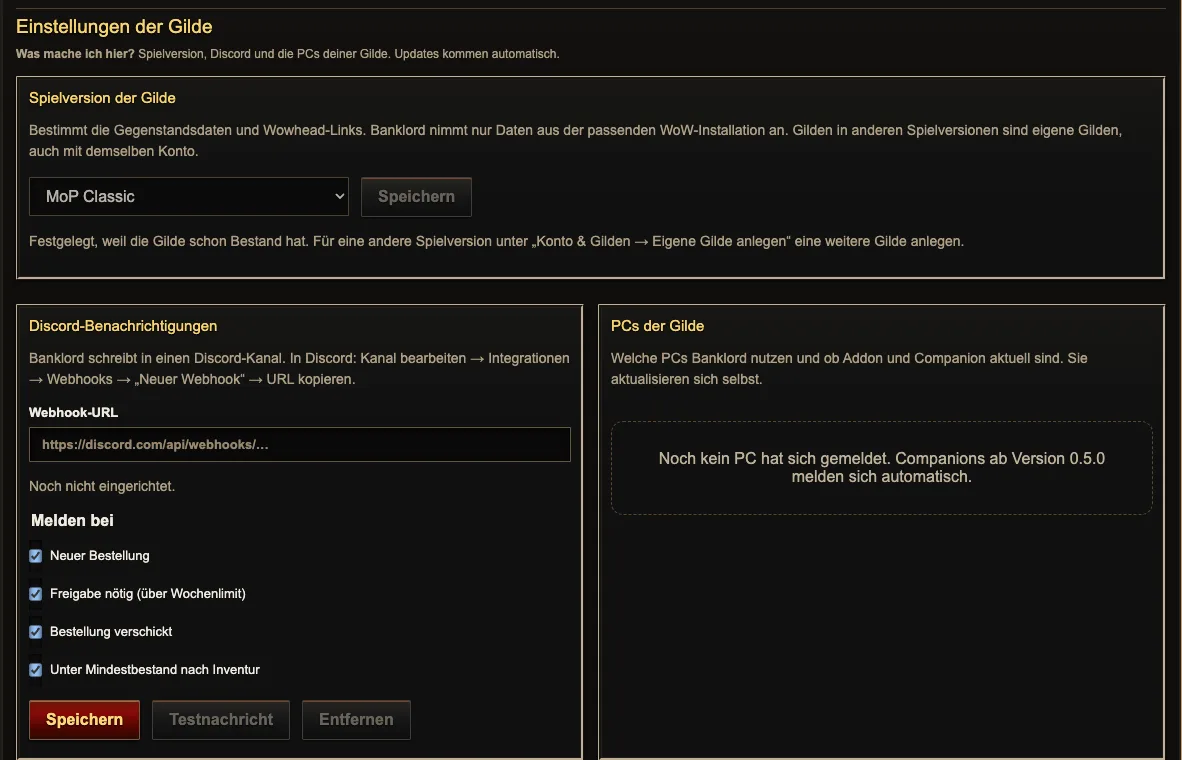 Einstellungen der Gilde
Was mache ich hier? Spielversion, Discord und die PCs deiner Gilde. Updates kommen automatisch.
Spielversion der Gilde
Bestimmt die Gegenstandsdaten und Wowhead-Links. Banklord nimmt nur Daten aus der passenden WoW-Installation an. Gilden in anderen Spielversionen sind eigene Gilden,
auch mit demselben Konto.
MoP Classic
Speichern
Festgelegt, weil die Gilde schon Bestand hat. Für eine andere Spielversion unter „Konto & Gilden → Eigene Gilde anlegen“ eine weitere Gilde anlegen.
Discord-Benachrichtigungen
Banklord schreibt in einen Discord-Kanal. In Discord: Kanal bearbeiten → Integrationen
→ Webhooks → „Neuer Webhook“ → URL kopieren.
Webhook-URL
https://discord.com/api/webhooks/…
Noch nicht eingerichtet.
Melden bei
Neuer Bestellung
Freigabe nötig (über Wochenlimit)
Bestellung verschickt
Unter Mindestbestand nach Inventur
Speichern
Testnachricht
Entfernen
PCs der Gilde
Welche PCs Banklord nutzen und ob Addon und Companion aktuell sind. Sie
aktualisieren sich selbst.
Noch kein PC hat sich gemeldet. Companions ab Version 0.5.0
melden sich automatisch.